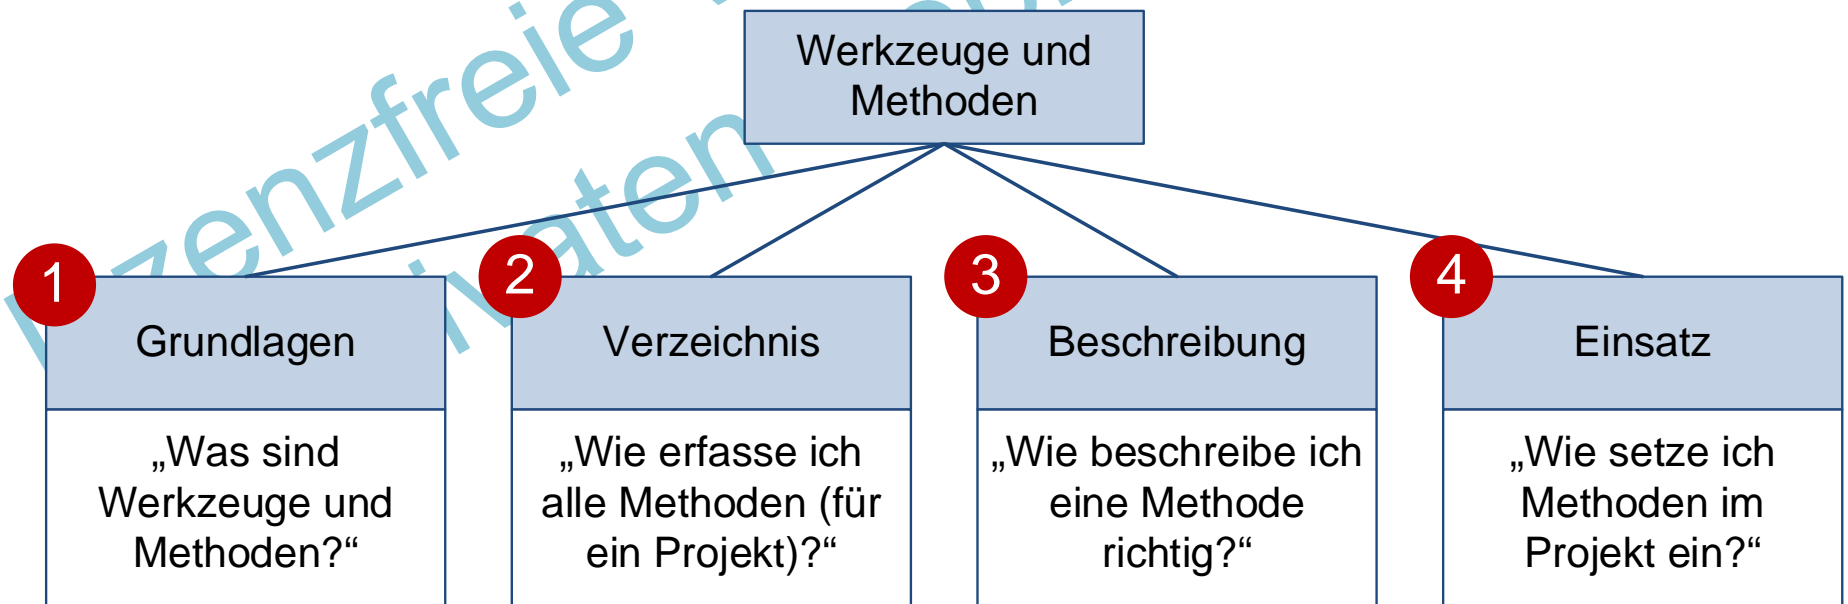 Werkzeuge und
Methoden
1
Grundlagen
„Was sind
Werkzeuge und
Methoden?“
2
Verzeichnis
„Wie erfasse ich
alle Methoden (für
ein Projekt)?“
3
Beschreibung
„Wie beschreibe ich
eine Methode
richtig?“
4
Einsatz
„Wie setze ich
Methoden im
Projekt ein?“